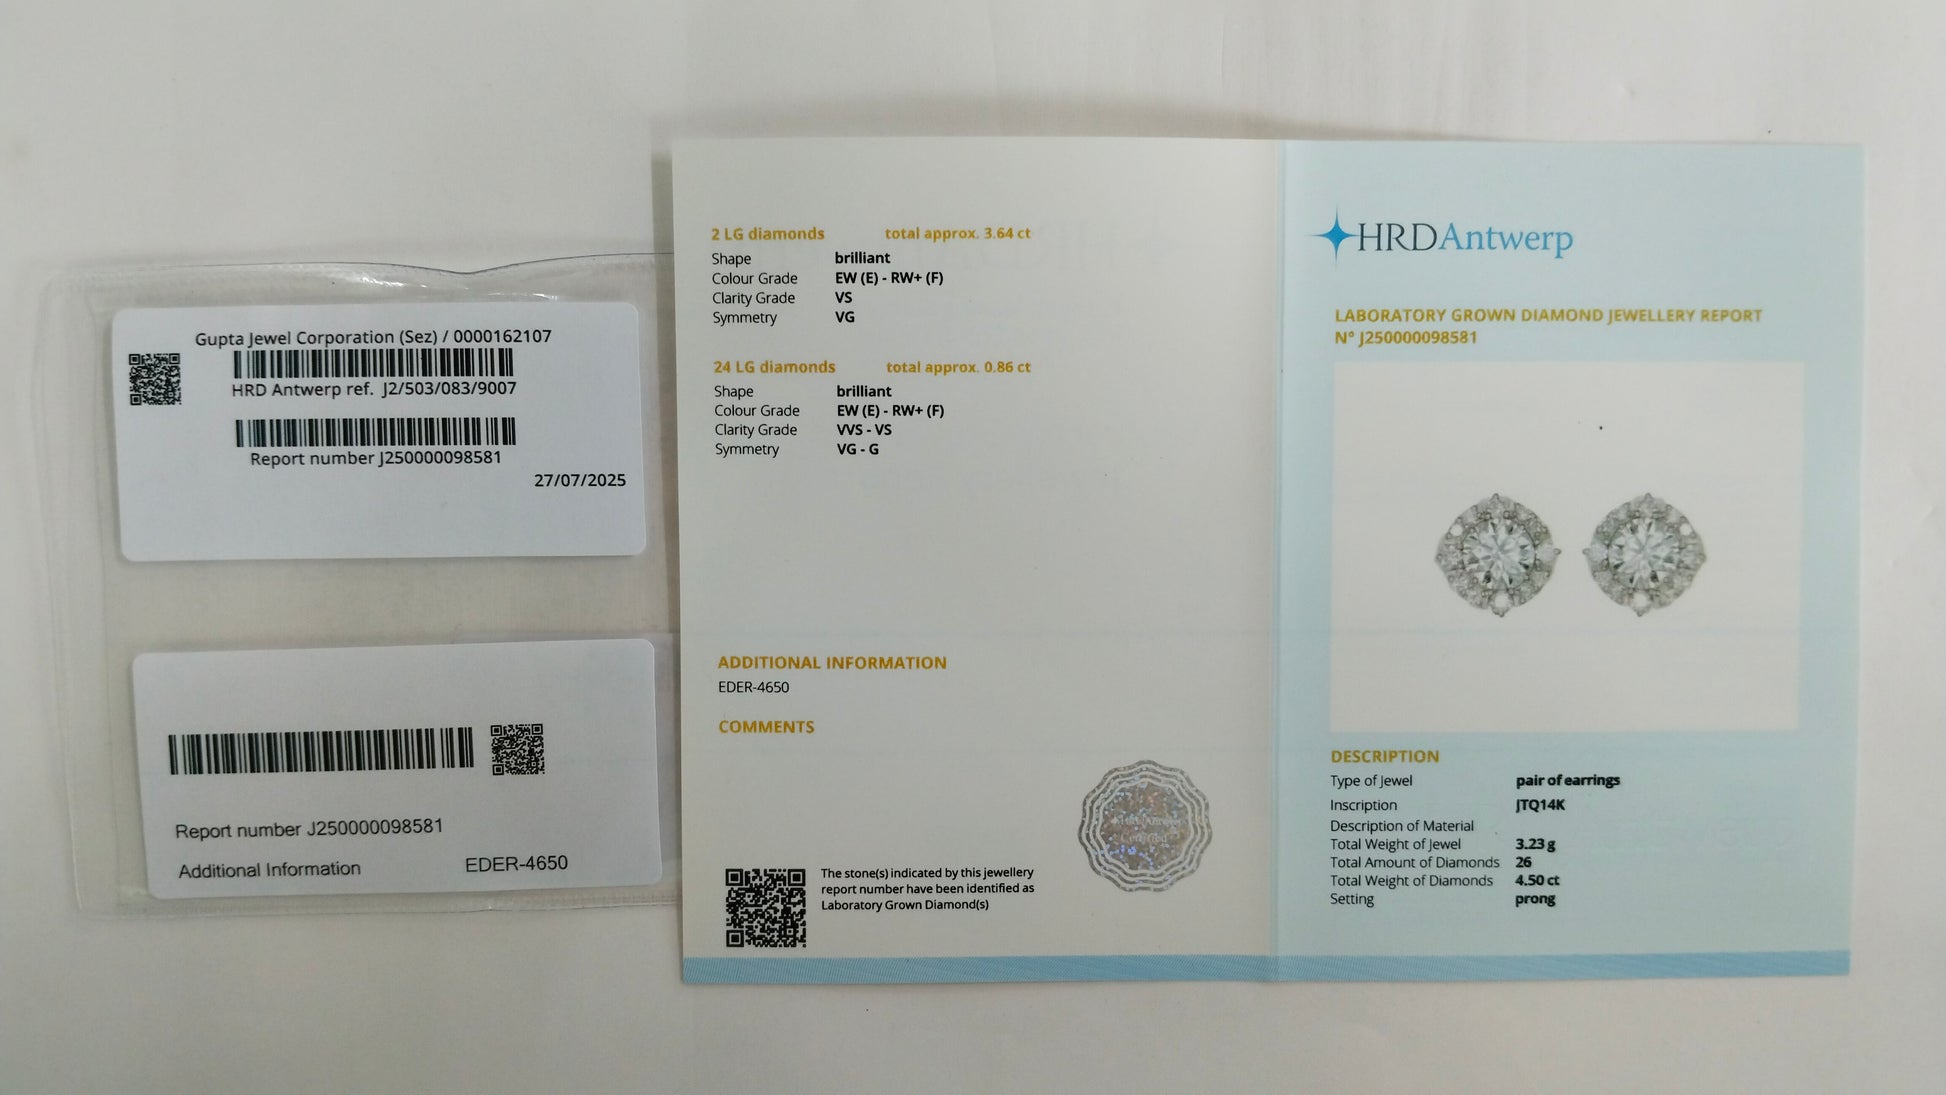 Gupta Jewel Corporation (Sez) / 0000162107
HRD Antwerp ref. J2/503/083/9007
Report number J250000098581
27/07/2025
Report number J250000098581
Additional Information EDER-4650
2 LG diamonds total approx. 3.64 ct
Shape brilliant
Colour Grade EW (E) - RW+ (F)
Clarity Grade VS
Symmetry VG
24 LG diamonds total approx. 0.86 ct
Shape brilliant
Colour Grade EW (E) - RW+ (F)
Clarity Grade VVS - VS
Symmetry VG - G
ADDITIONAL INFORMATION
EDER-4650
COMMENTS
The stone(s) indicated by this jewellery
report number have been identified as
Laboratory Grown Diamond(s)
HRDAntwerp
LABORATORY GROWN DIAMOND JEWELLERY REPORT
N° J250000098581
DESCRIPTION
Type of Jewel pair of earrings
Inscription JTQ14K
Description of Material
Total Weight of Jewel 3.23 g
Total Amount of Diamonds 26
Total Weight of Diamonds 4.50 ct
Setting prong